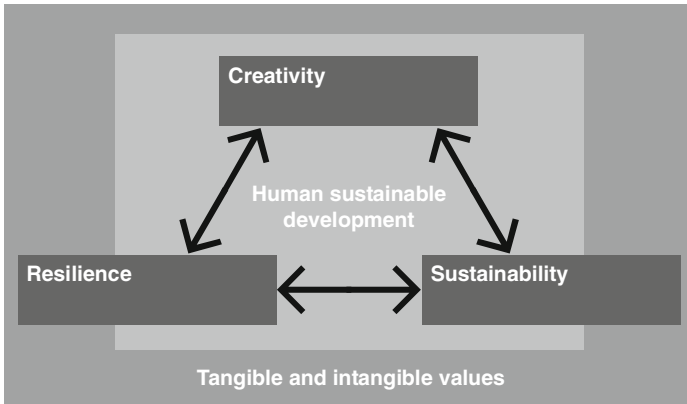 Creativity
Human sustainable
development
Resilience
Sustainability
Tangible and intangible values